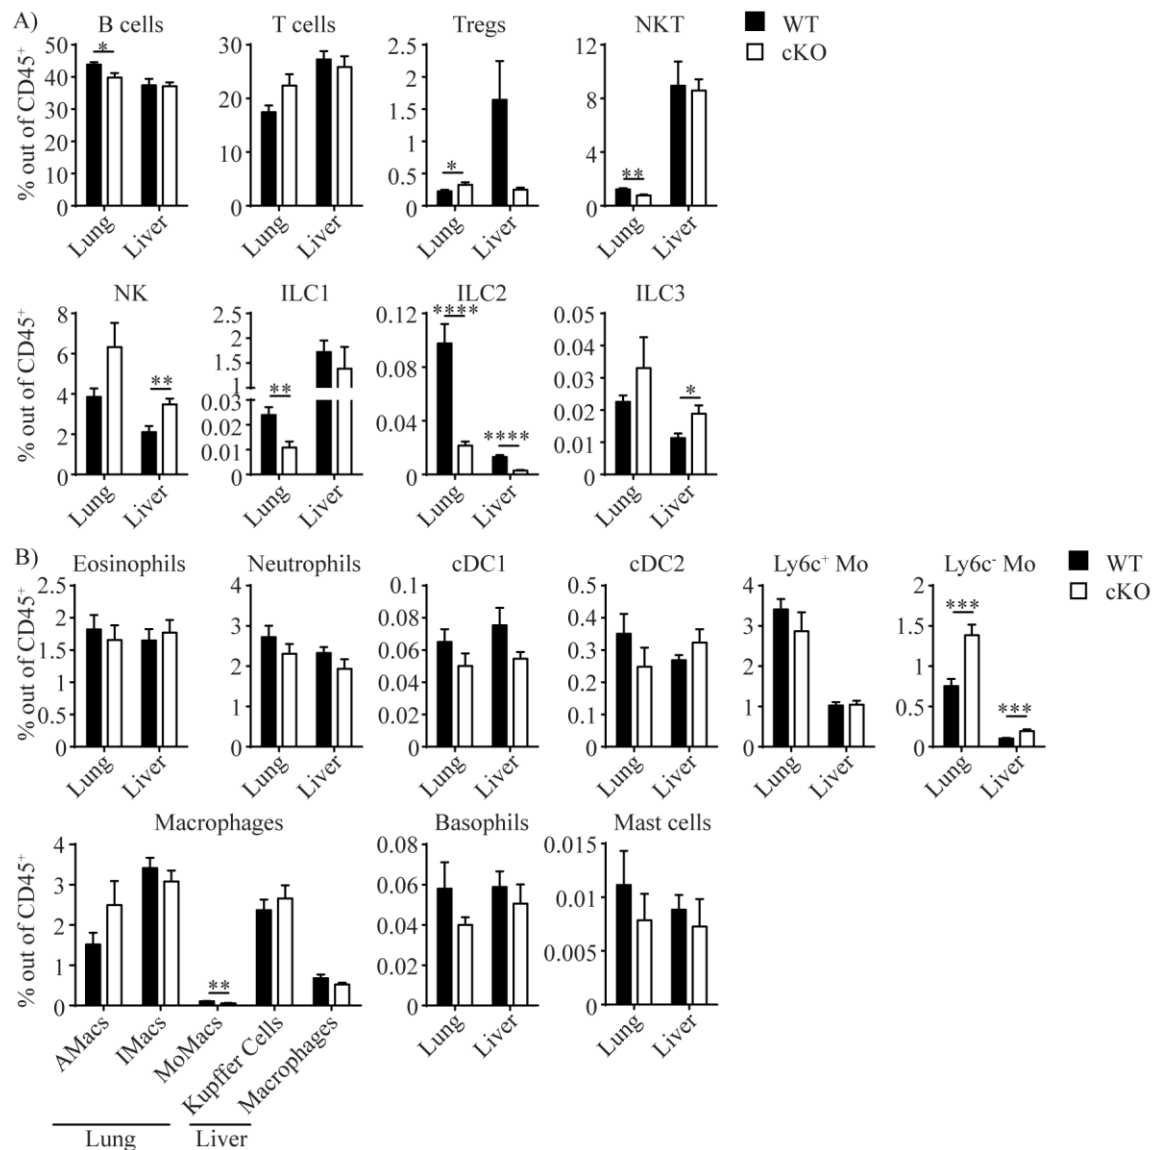 A)
B cells
T cells
Tregs
NKT
WT
cKO
% out of CD45+
50
40
30
20
10
0
*
Lung
Liver
30
20
10
0
Lung
Liver
2.5
2
1.5
1
0.5
0
*
Lung
Liver
12
8
4
0
**
Lung
Liver
NK
ILC1
ILC2
ILC3
% out of CD45+
8
6
4
2
0
**
Lung
Liver
2
1.5
1
0.03
0.02
0.01
0
**
Lung
Liver
0.12
0.08
0.04
0
****
****
Lung
Liver
0.05
0.04
0.03
0.02
0.01
0
*
Lung
Liver
B)
Eosinophils
Neutrophils
cDC1
cDC2
Ly6c+ Mo
Ly6c- Mo
WT
cKO
% out of CD45+
2
1.5
1
0.5
0
Lung
Liver
4
3
2
1
0
Lung
Liver
0.1
0.08
0.06
0.04
0.02
0
Lung
Liver
0.5
0.4
0.3
0.2
0.1
0
Lung
Liver
4
3
2
1
0
Lung
Liver
2
1.5
1
0.5
0
***
***
Lung
Liver
Macrophages
Basophils
Mast cells
% out of CD45+
4
3
2
1
0
**
AMacs
IMacs
MoMacs
Kupffer Cells
Macrophages
Lung
Liver
0.08
0.06
0.04
0.02
0
Lung
Liver
0.015
0.01
0.005
0
Lung
Liver